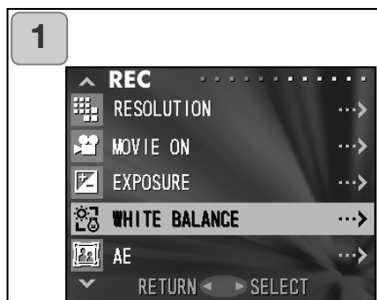 1
REC
RESOLUTION
MOVIE ON
EXPOSURE
WHITE BALANCE
AE
RETURN SELECT